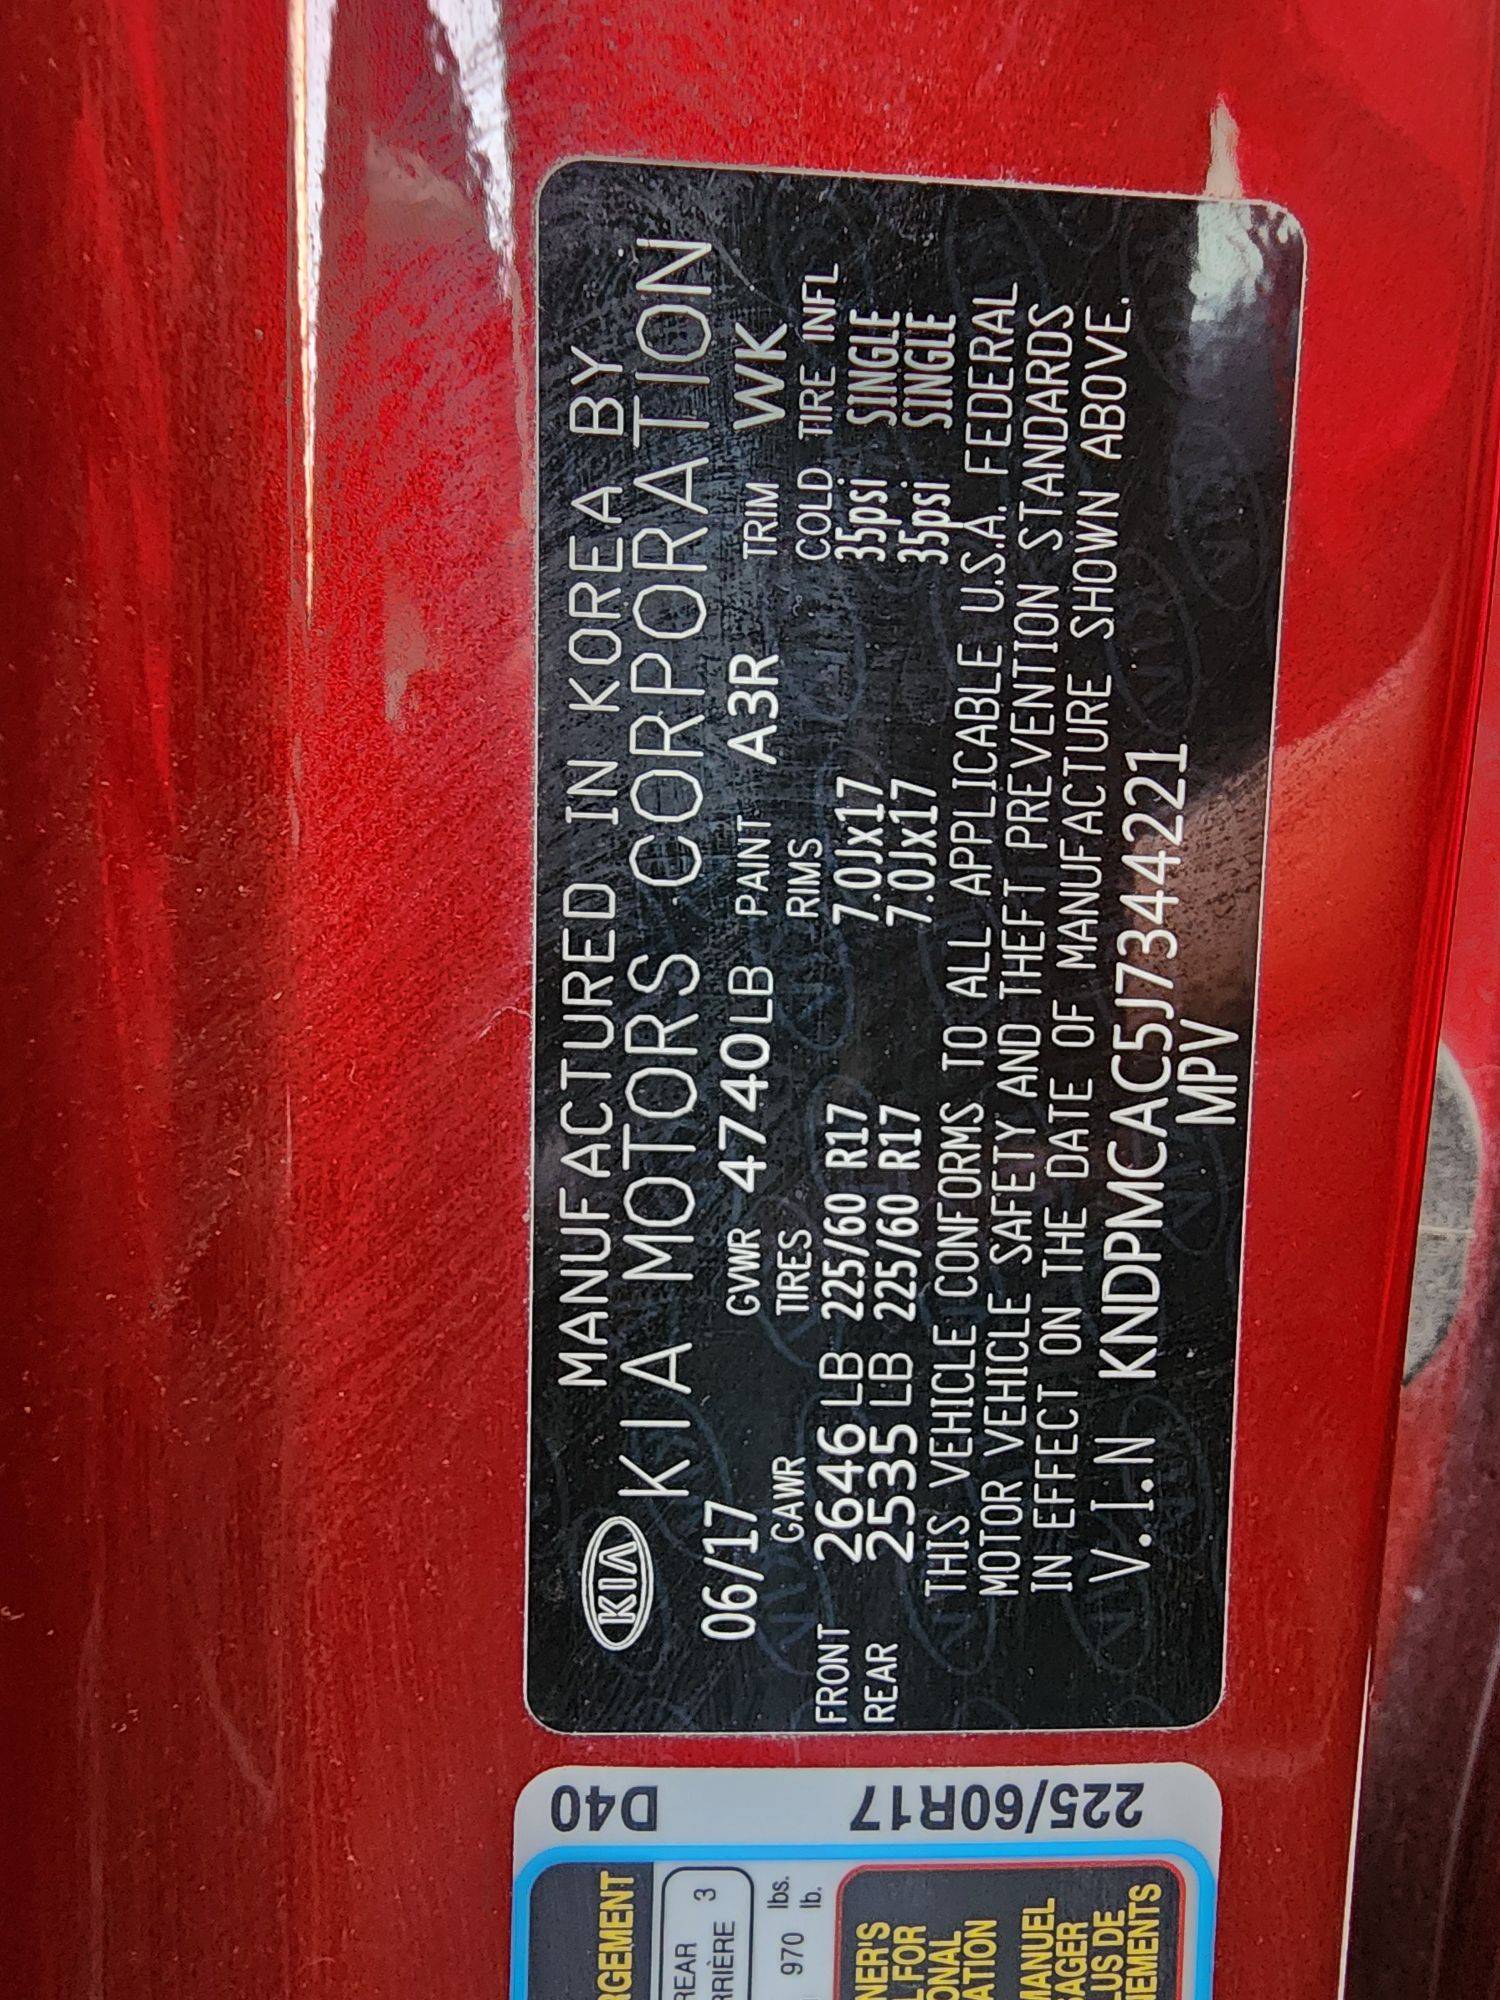 MANUFACTURED IN KOREA BY
KIA KIA MOTORS CORPORATION
06/17 GVWR 4740LB PAINT A3R TRIM WK
GAWR TIRES RIMS COLD TIRE INFL
FRONT 2646 LB 225/60 R17 7.0Jx17 35psi SINGLE
REAR 2535 LB 225/60 R17 7.0Jx17 35psi SINGLE
THIS VEHICLE CONFORMS TO ALL APPLICABLE U.S.A. FEDERAL
MOTOR VEHICLE SAFETY AND THEFT PREVENTION STANDARDS
IN EFFECT ON THE DATE OF MANUFACTURE SHOWN ABOVE.
V.I.N KNDPMCAC5J7344221
MPV
D40
225/60R17
REAR 3
970 lbs.
lb.
MANUEL
PLUS DE